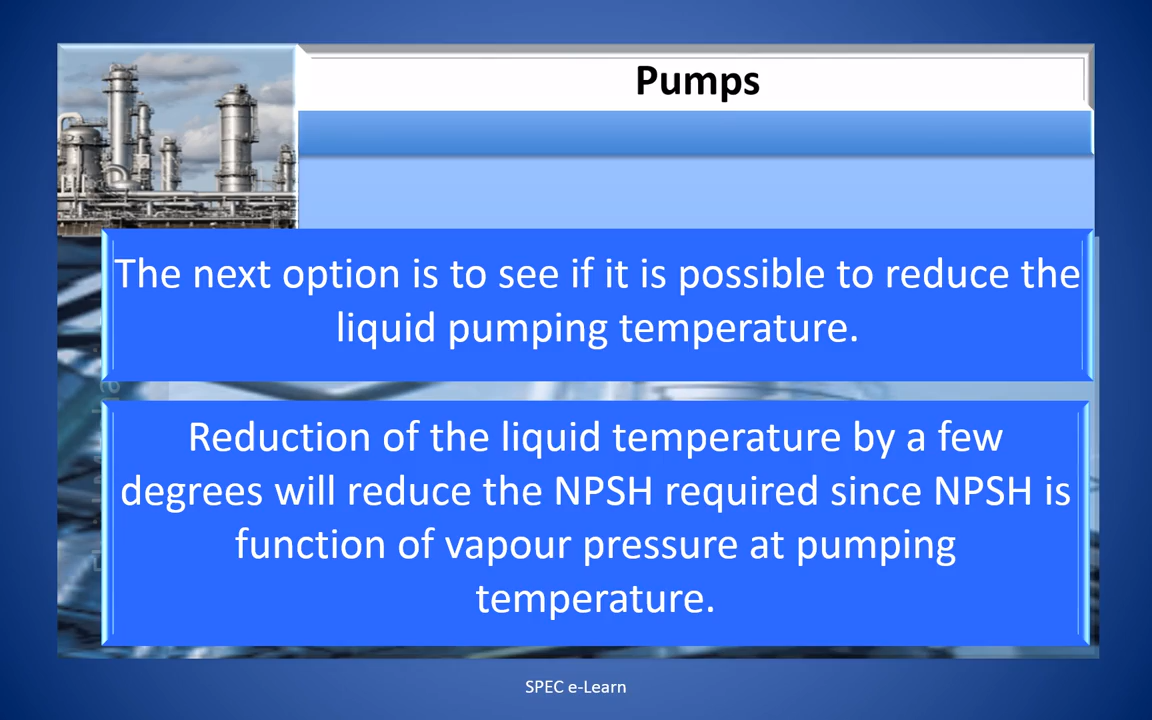 Pumps
The next option is to see if it is possible to reduce the
liquid pumping temperature.
Reduction of the liquid temperature by a few
degrees will reduce the NPSH required since NPSH is
function of vapour pressure at pumping
temperature.
SPEC e-Learn